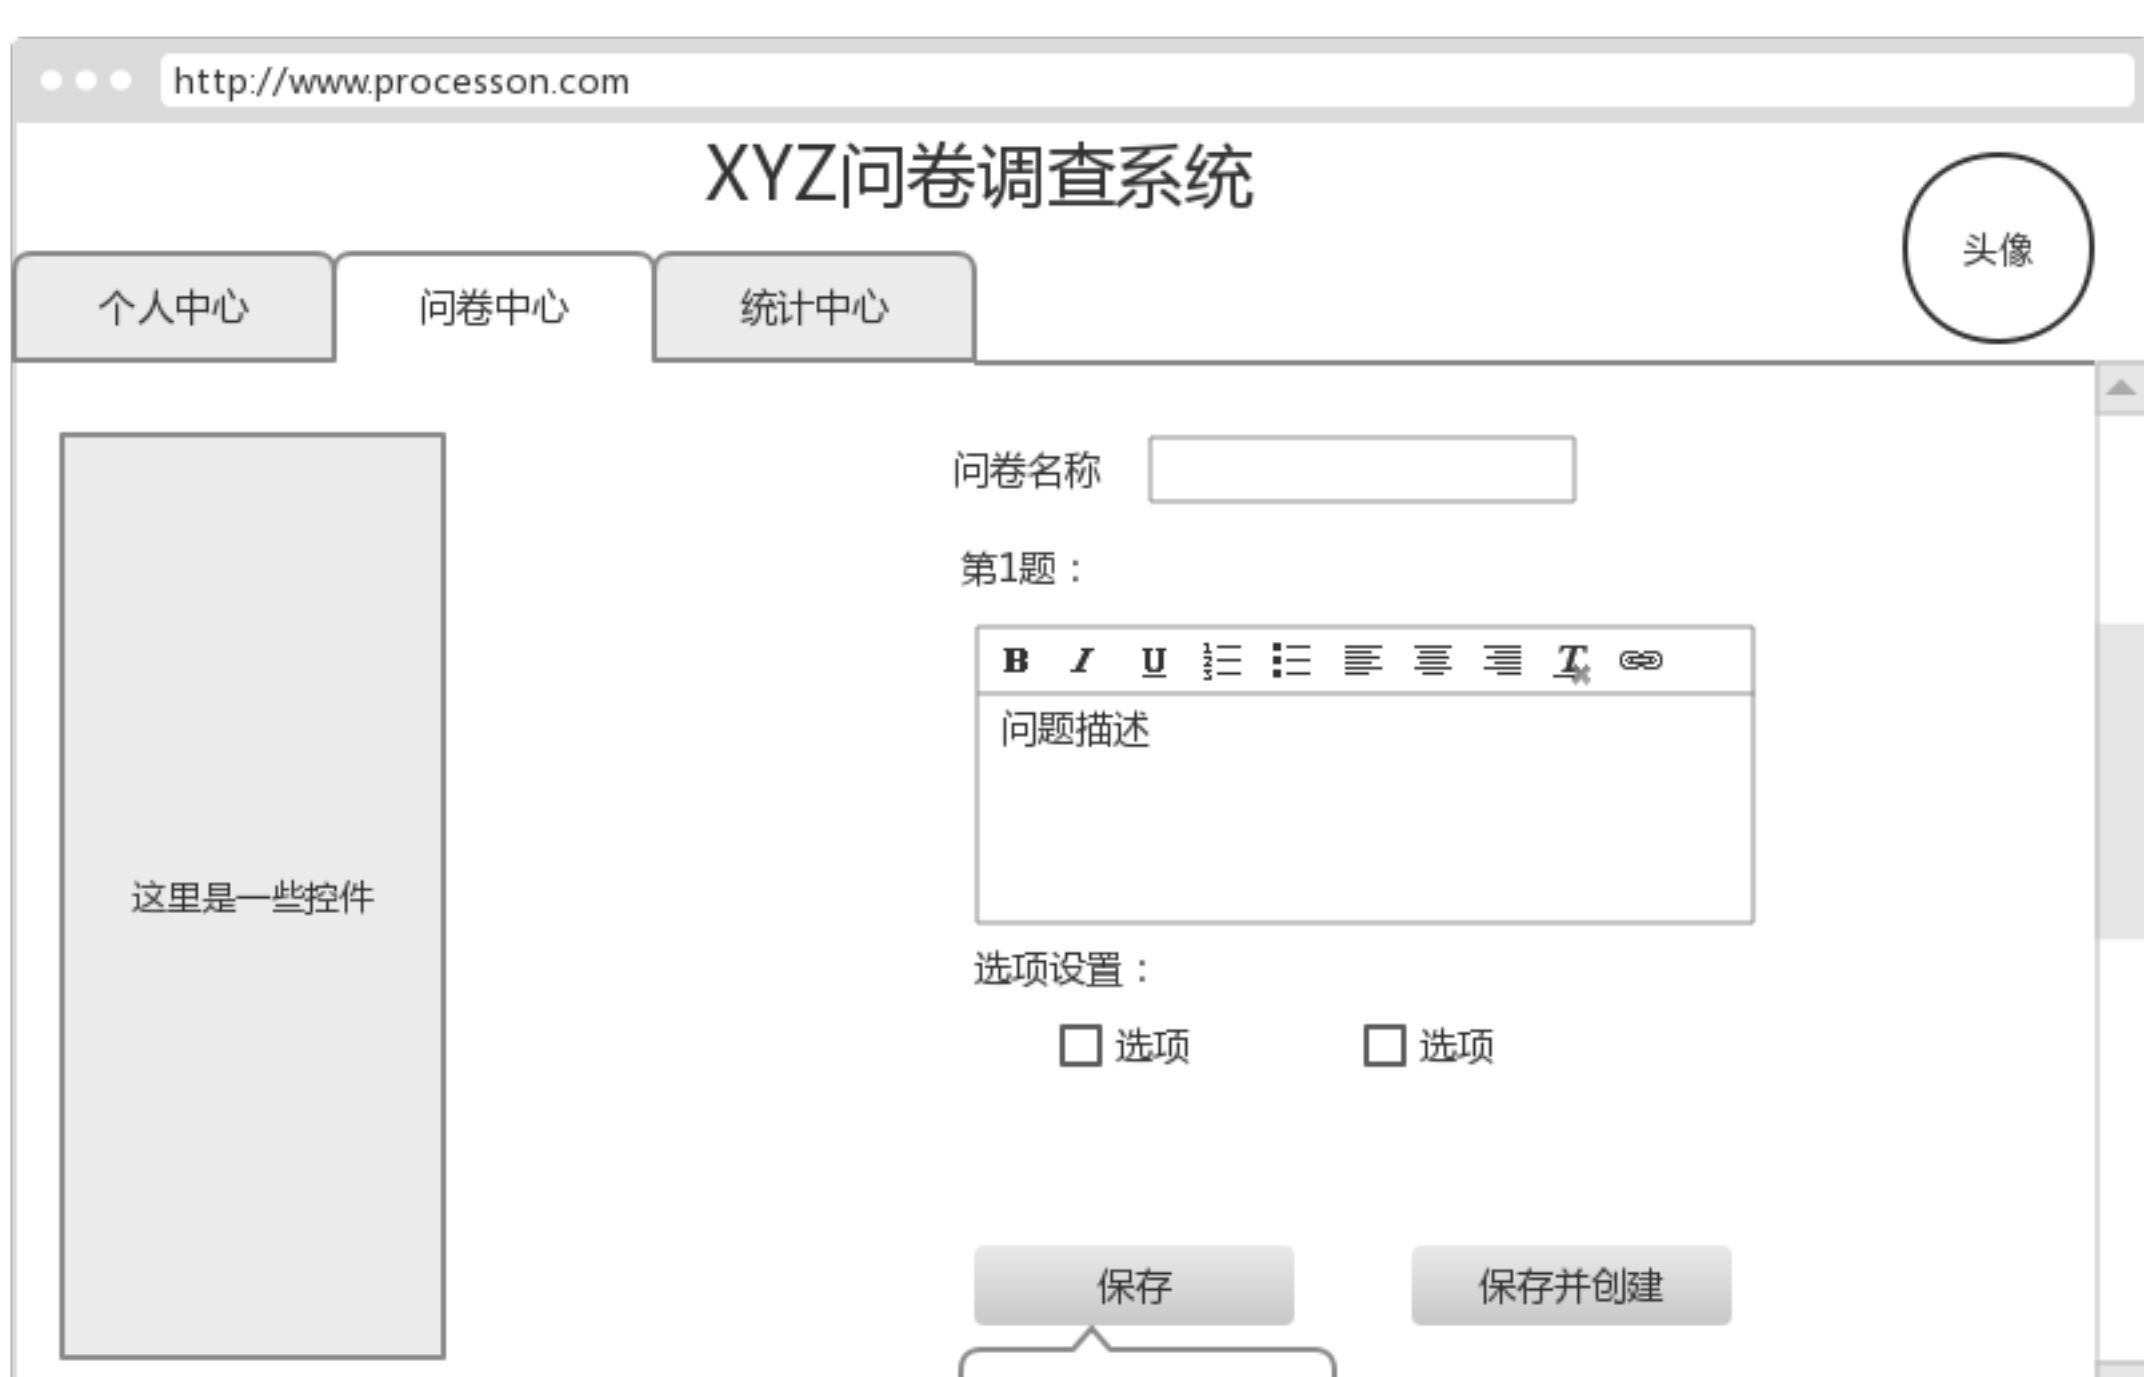 http://www.processon.com
XYZ问卷调查系统
头像
个人中心
问卷中心
统计中心
问卷名称
第1题：
B I U
问题描述
这里是一些控件
选项设置：
选项
选项
保存
保存并创建